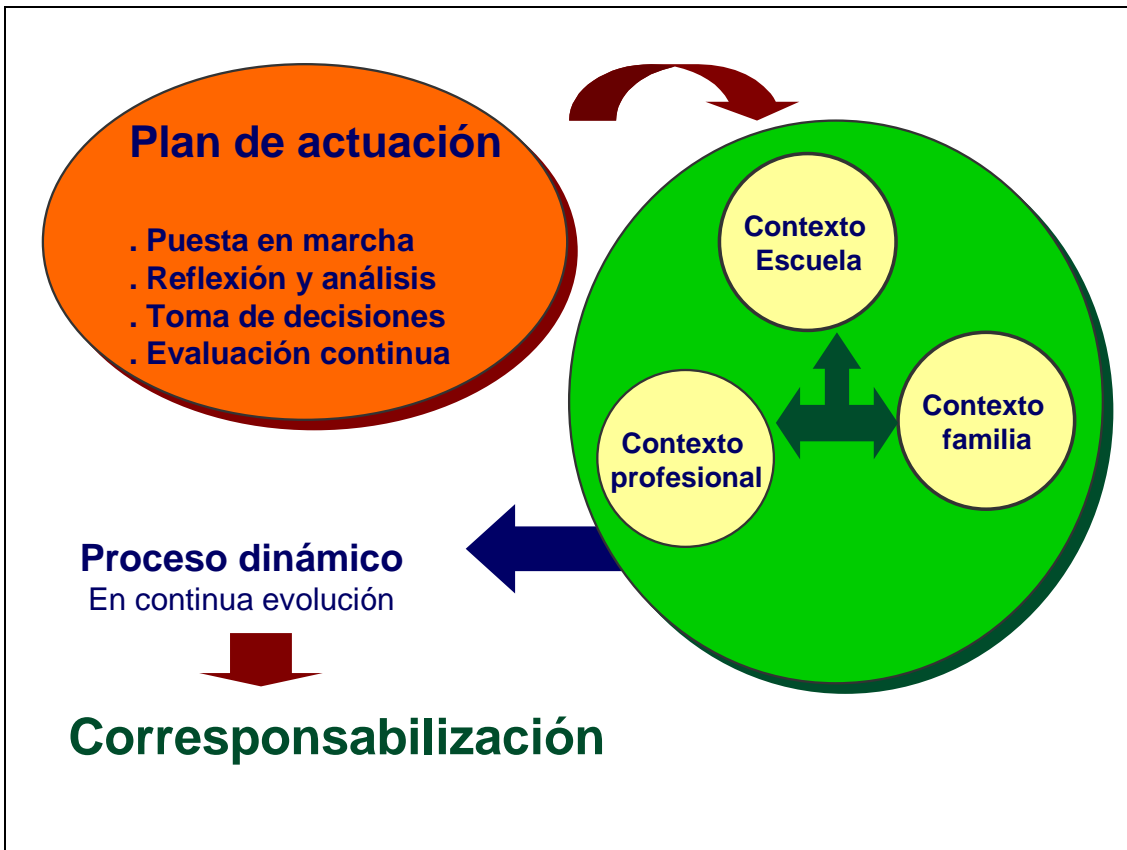 Plan de actuación
. Puesta en marcha
. Reflexión y análisis
. Toma de decisiones
. Evaluación continua
Contexto
Escuela
Contexto
familia
Contexto
profesional
Proceso dinámico
En continua evolución
Corresponsabilización